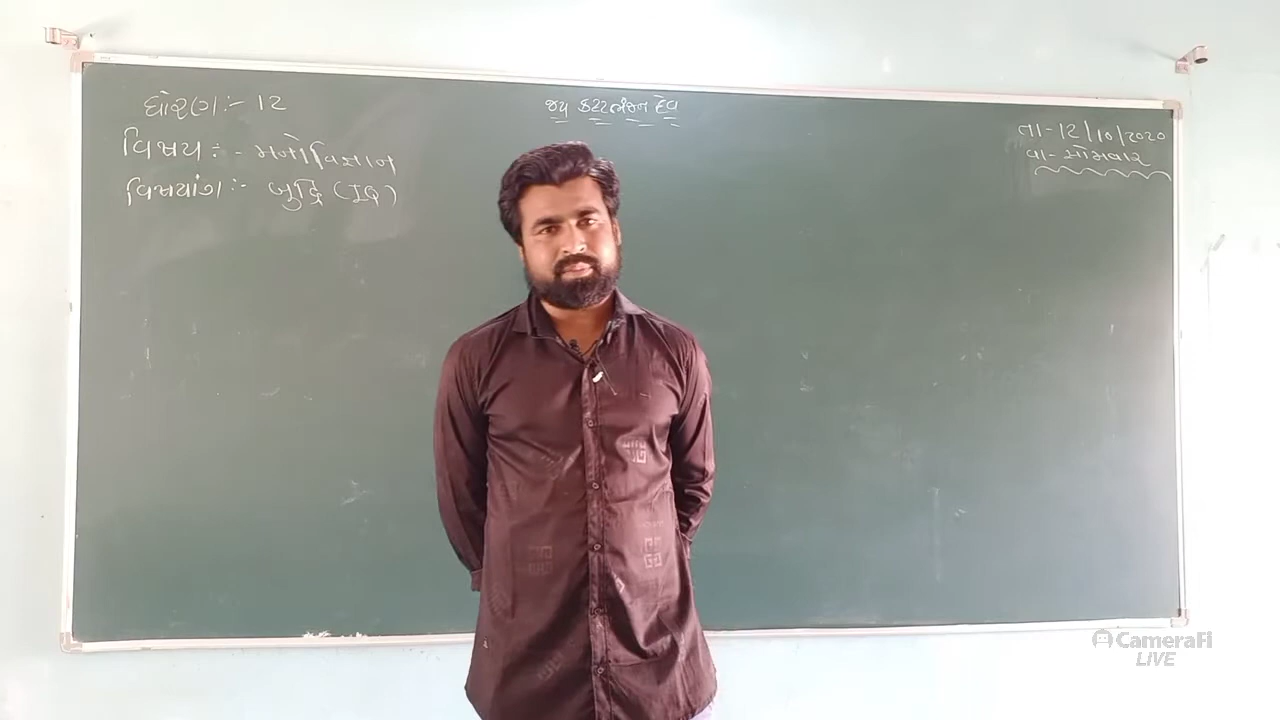 જય કષ્ટભંજન દેવ
ધોરણ :- 12
વિષય :- મનોવિજ્ઞાન
વિષયાંગ :- બુદ્ધિ (IQ)
તા - 12/10/2020
વા - સોમવાર
CameraFi
LIVE